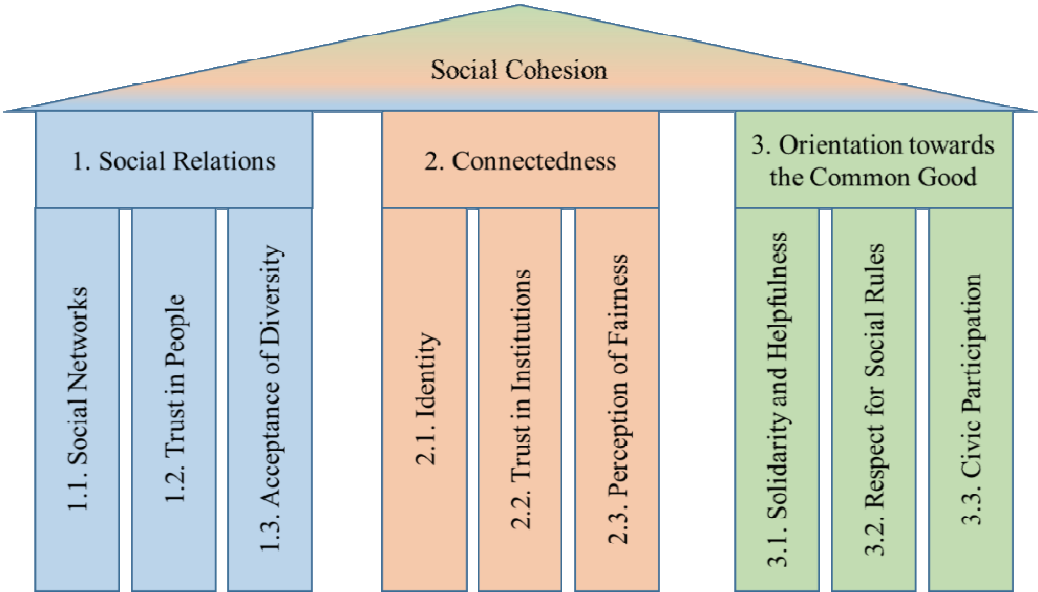 Social Cohesion
1. Social Relations
1.1. Social Networks
1.2. Trust in People
1.3. Acceptance of Diversity
2. Connectedness
2.1. Identity
2.2. Trust in Institutions
2.3. Perception of Fairness
3. Orientation towards
the Common Good
3.1. Solidarity and Helpfulness
3.2. Respect for Social Rules
3.3. Civic Participation